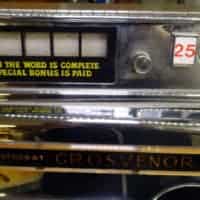 25
THE WORD IS COMPLETE
SPECIAL BONUS IS PAID
GROSVENOR